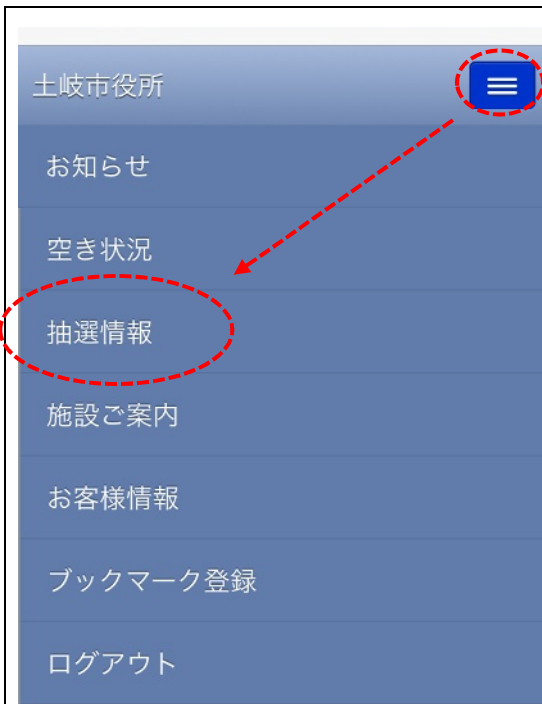 土岐市役所
お知らせ
空き状況
抽選情報
施設ご案内
お客様情報
ブックマーク登録
ログアウト